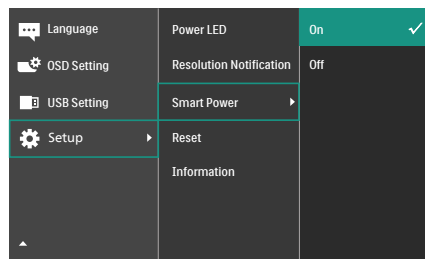 Language
OSD Setting
USB Setting
Setup
Power LED
Resolution Notification
Smart Power
Reset
Information
On
Off